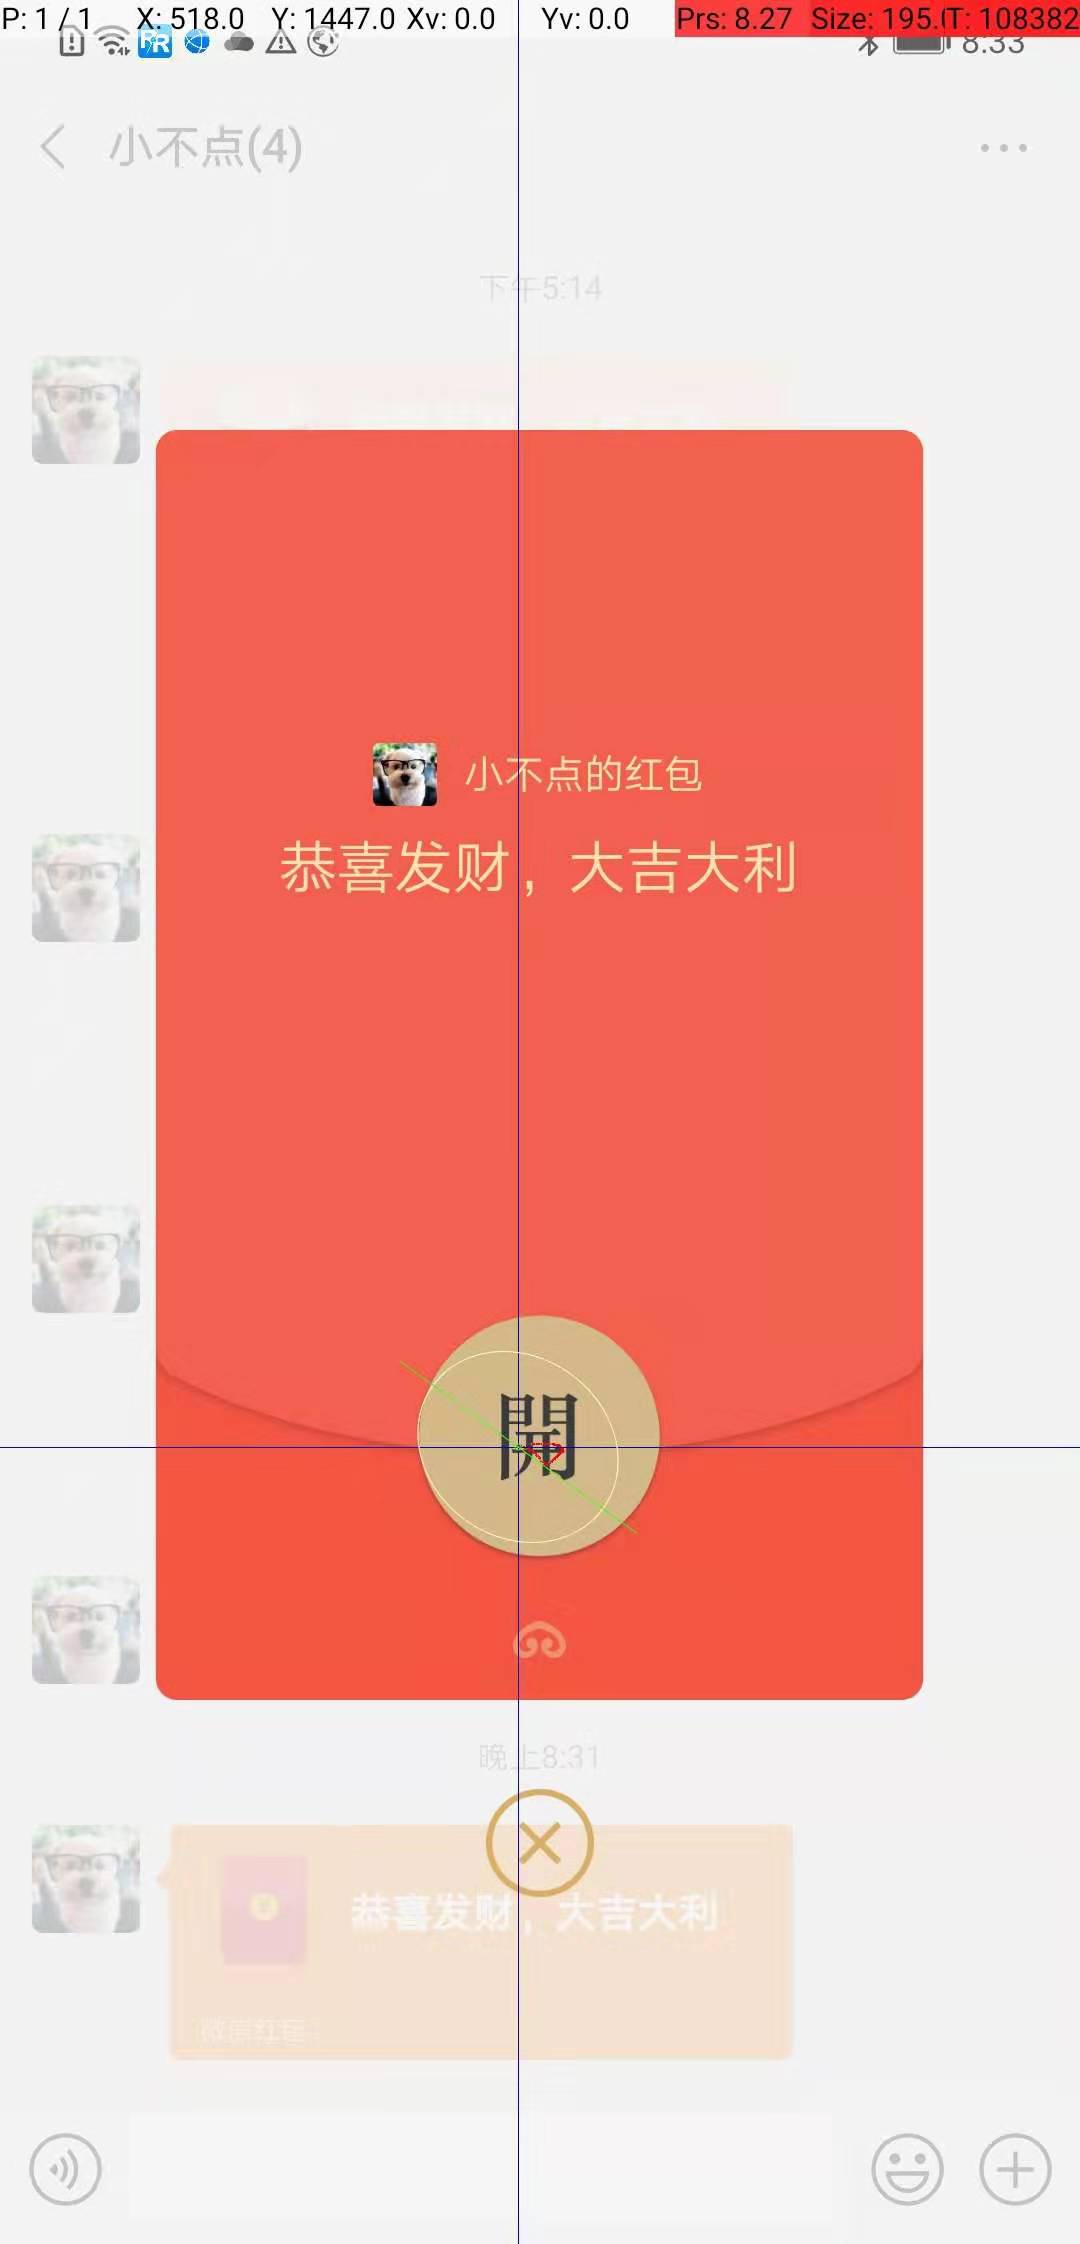 P: 1 / 1 X: 518.0 Y: 1447.0 Xv: 0.0 Yv: 0.0 Prs: 8.27 Size: 195.0 T: 108382
8:33
小不点(4)
下午5:14
小不点的红包
恭喜发财，大吉大利
開
晚上8:31
恭喜发财，大吉大利
微信红包